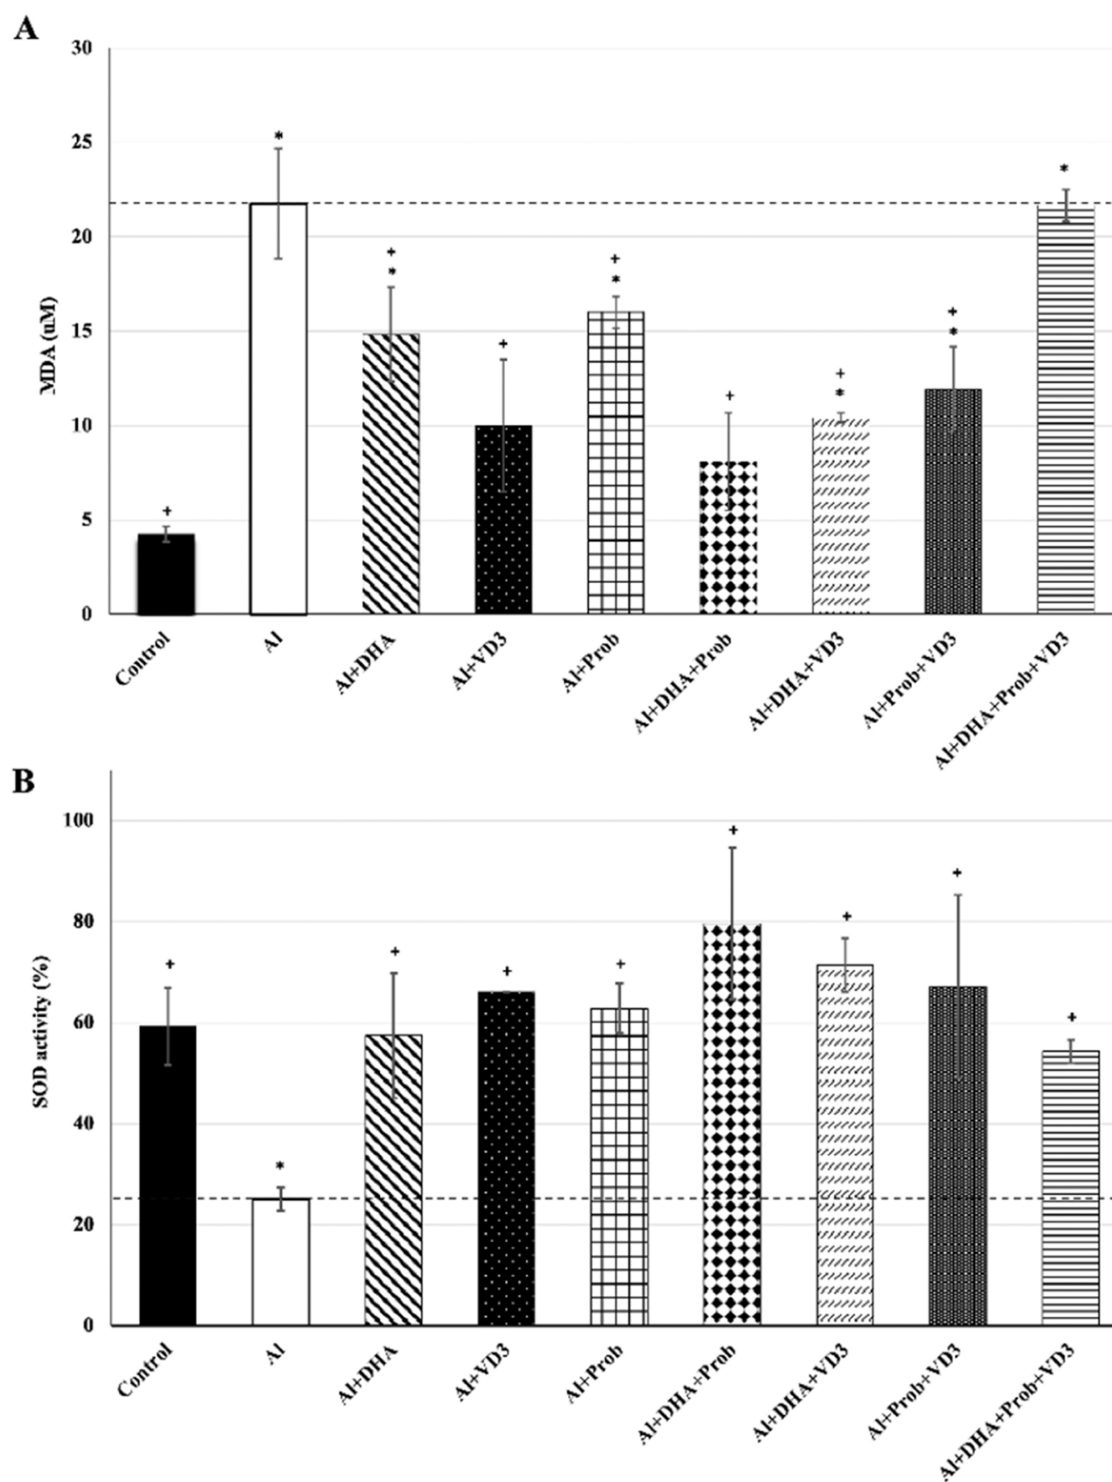 A
30
25
20
15
10
5
0
MDA (uM)
*
+
*
+
+
*
+
+
*
+
*
*
+
Control
Al
Al+DHA
Al+VD3
Al+Prob
Al+DHA+Prob
Al+DHA+VD3
Al+Prob+VD3
Al+DHA+Prob+VD3
B
100
80
60
40
20
0
SOD activity (%)
+
*
+
+
+
+
+
+
+
Control
Al
Al+DHA
Al+VD3
Al+Prob
Al+DHA+Prob
Al+DHA+VD3
Al+Prob+VD3
Al+DHA+Prob+VD3